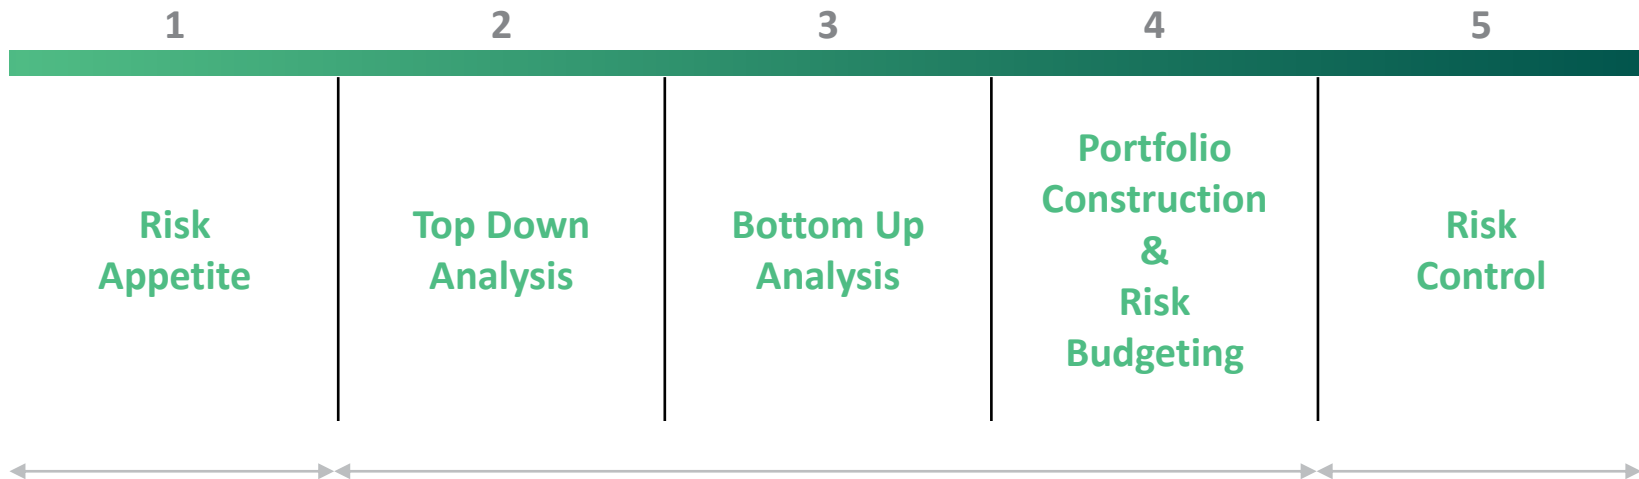 1
2
3
4
5
Risk
Appetite
Top Down
Analysis
Bottom Up
Analysis
Portfolio
Construction
&
Risk
Budgeting
Risk
Control